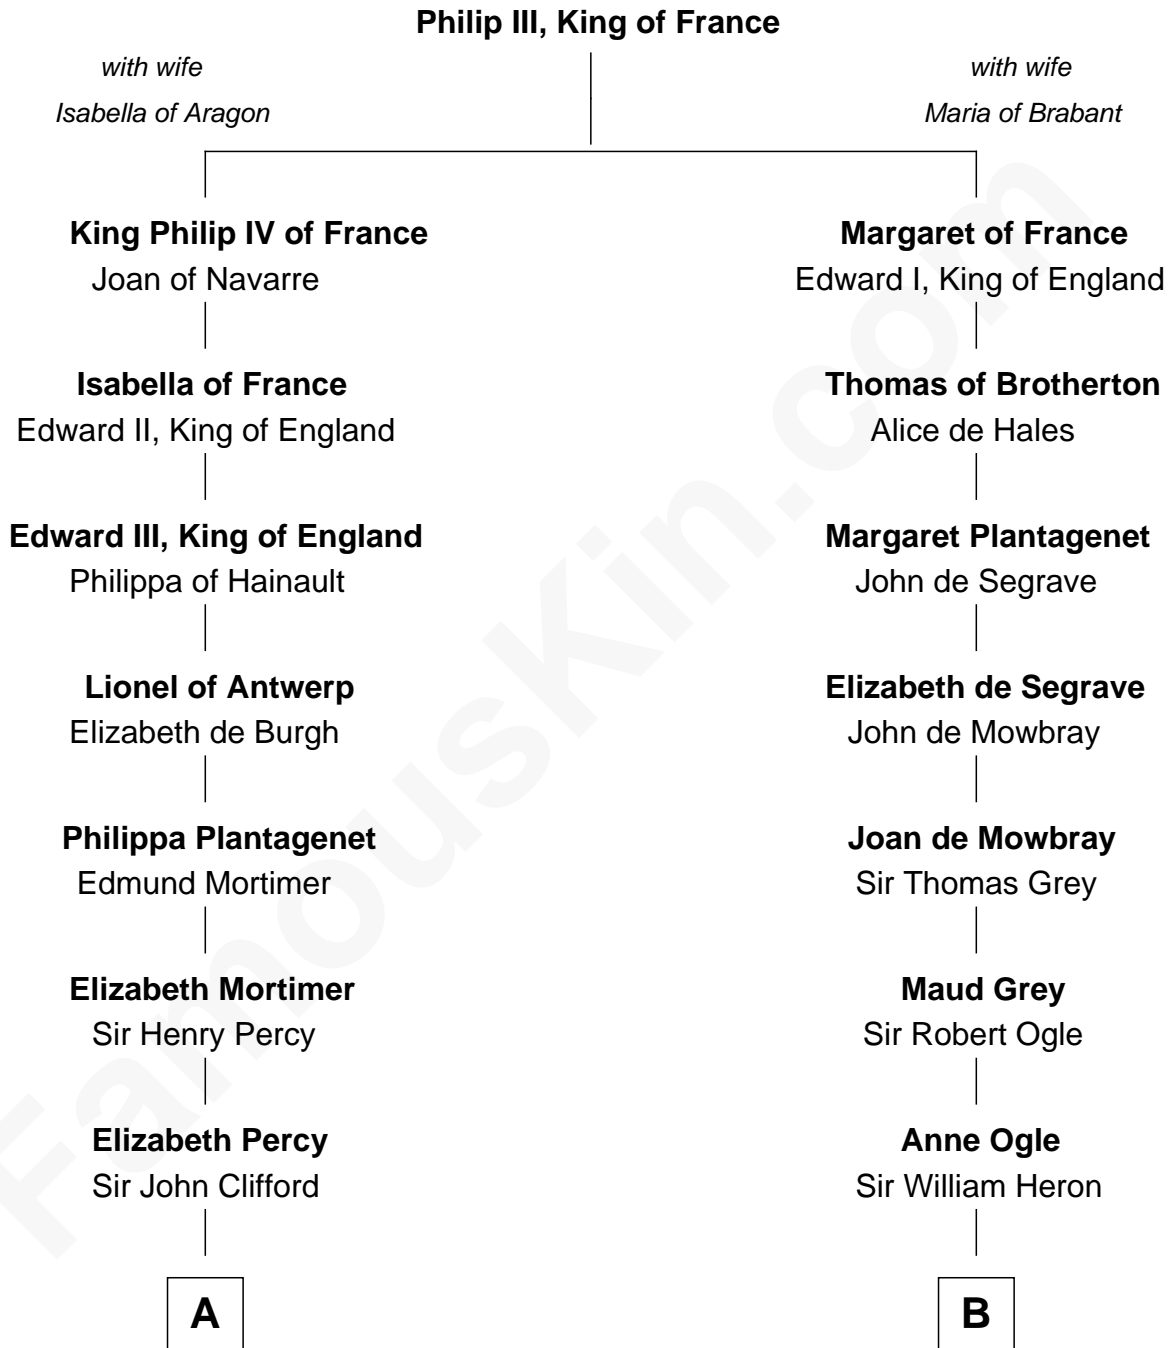 Philip III, King of France
with wife
Isabella of Aragon
with wife
Maria of Brabant
King Philip IV of France
Joan of Navarre
Margaret of France
Edward I, King of England
Isabella of France
Edward II, King of England
Thomas of Brotherton
Alice de Hales
Edward III, King of England
Philippa of Hainault
Margaret Plantagenet
John de Segrave
Lionel of Antwerp
Elizabeth de Burgh
Elizabeth de Segrave
John de Mowbray
Philippa Plantagenet
Edmund Mortimer
Joan de Mowbray
Sir Thomas Grey
Elizabeth Mortimer
Sir Henry Percy
Maud Grey
Sir Robert Ogle
Elizabeth Percy
Sir John Clifford
Anne Ogle
Sir William Heron
A
B
FamousKin.com